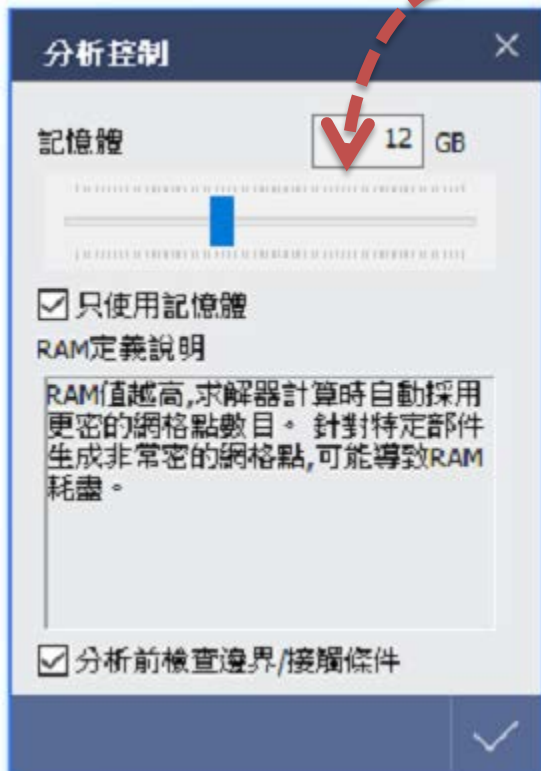 分析控制
記憶體 12 GB
只使用記憶體
RAM定義說明
RAM值越高,求解器計算時自動採用
更密的網格點數目。 針對特定部件
生成非常密的網格點,可能導致RAM
耗盡。
分析前檢查邊界/接觸條件